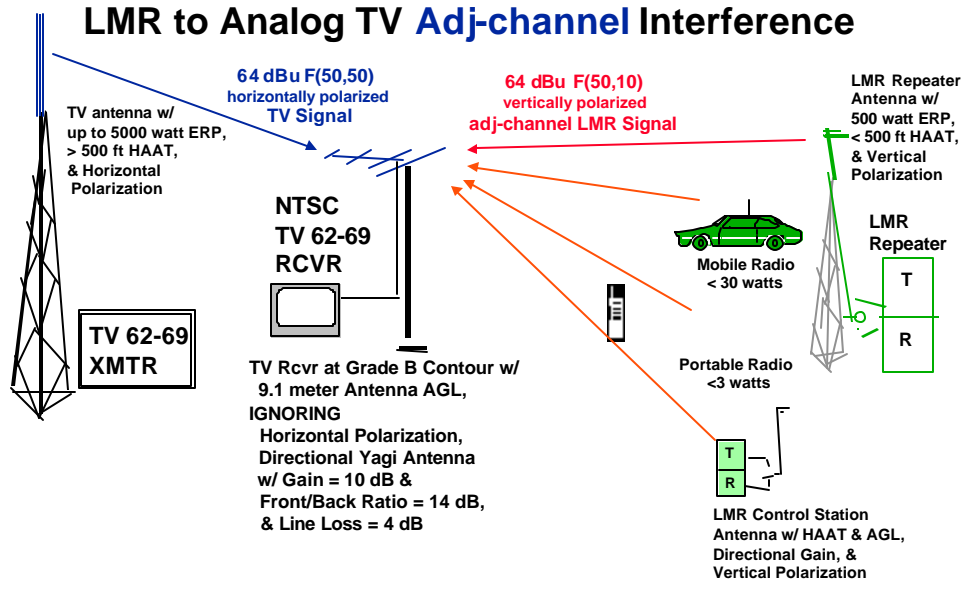 LMR to Analog TV Adj-channel Interference
64 dBu F(50,50)
horizontally polarized
TV Signal
64 dBu F(50,10)
vertically polarized
adj-channel LMR Signal
LMR Repeater
Antenna w/
500 watt ERP,
< 500 ft HAAT,
& Vertical
Polarization
TV antenna w/
up to 5000 watt ERP,
> 500 ft HAAT,
& Horizontal
Polarization
NTSC
TV 62-69
RCVR
LMR
Repeater
T
R
Mobile Radio
< 30 watts
TV 62-69
XMTR
Portable Radio
<3 watts
TV Rcvr at Grade B Contour w/
9.1 meter Antenna AGL,
IGNORING
Horizontal Polarization,
Directional Yagi Antenna
w/ Gain = 10 dB &
Front/Back Ratio = 14 dB,
& Line Loss = 4 dB
T
R
LMR Control Station
Antenna w/ HAAT & AGL,
Directional Gain, &
Vertical Polarization